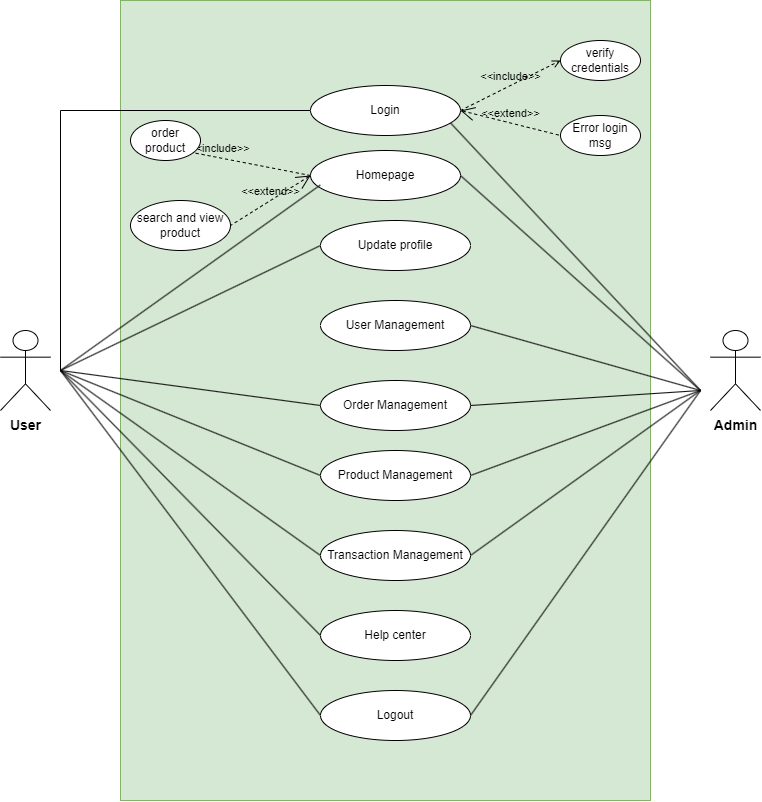 verify
credentials
<<include>>
Login
<<extend>>
Error login
msg
order
product
<include>>
Homepage
<<extend>>
search and view
product
Update profile
User Management
Order Management
User
Admin
Product Management
Transaction Management
Help center
Logout